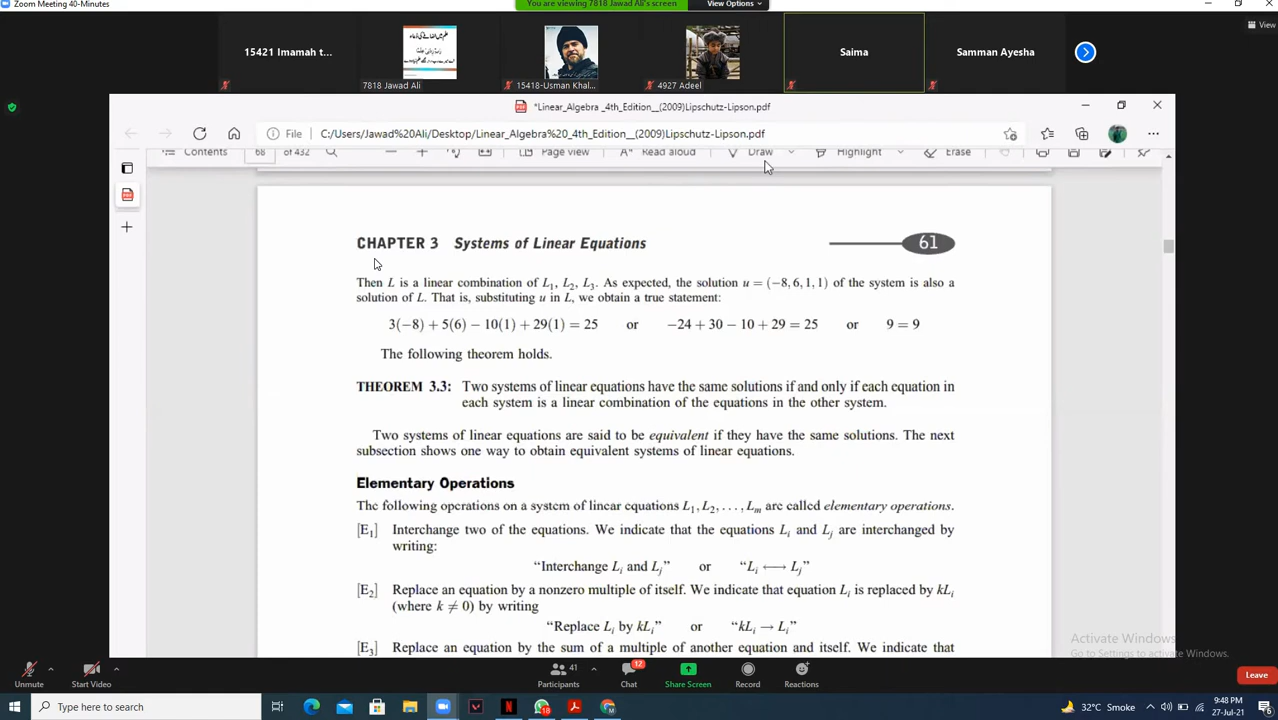 Zoom Meeting 40-Minutes
You are viewing 7818 Jawad Ali's screen
View Options
View
15421 Imamah t...
7818 Jawad Ali
15418-Usman Khal...
4927 Adeel
Saima
Samman Ayesha
*Linear_Algebra _4th_Edition__(2009)Lipschutz-Lipson.pdf
File
C:/Users/Jawad%20Ali/Desktop/Linear_Algebra%20_4th_Edition__(2009)Lipschutz-Lipson.pdf
Contents 68 of 432 Page view Read aloud Draw Highlight Erase
CHAPTER 3 Systems of Linear Equations 61
Then L is a linear combination of L₁, L₂, L₃. As expected, the solution u = (−8, 6, 1, 1) of the system is also a
solution of L. That is, substituting u in L, we obtain a true statement:
3(−8) + 5(6) − 10(1) + 29(1) = 25 or −24 + 30 − 10 + 29 = 25 or 9 = 9
The following theorem holds.
THEOREM 3.3: Two systems of linear equations have the same solutions if and only if each equation in
each system is a linear combination of the equations in the other system.
Two systems of linear equations are said to be equivalent if they have the same solutions. The next
subsection shows one way to obtain equivalent systems of linear equations.
Elementary Operations
The following operations on a system of linear equations L₁, L₂, . . . , Lₘ are called elementary operations.
[E₁] Interchange two of the equations. We indicate that the equations Lᵢ and Lⱼ are interchanged by
writing:
“Interchange Lᵢ and Lⱼ” or “Lᵢ ⟷ Lⱼ”
[E₂] Replace an equation by a nonzero multiple of itself. We indicate that equation Lᵢ is replaced by kLᵢ
(where k ≠ 0) by writing
“Replace Lᵢ by kLᵢ” or “kLᵢ → Lᵢ”
[E₃] Replace an equation by the sum of a multiple of another equation and itself. We indicate that
Activate Windows
Go to Settings to activate Windows.
Unmute
Start Video
41
Participants
12
Chat
Share Screen
Record
Reactions
Leave
Type here to search
18
32°C Smoke
9:48 PM
27-Jul-21
6